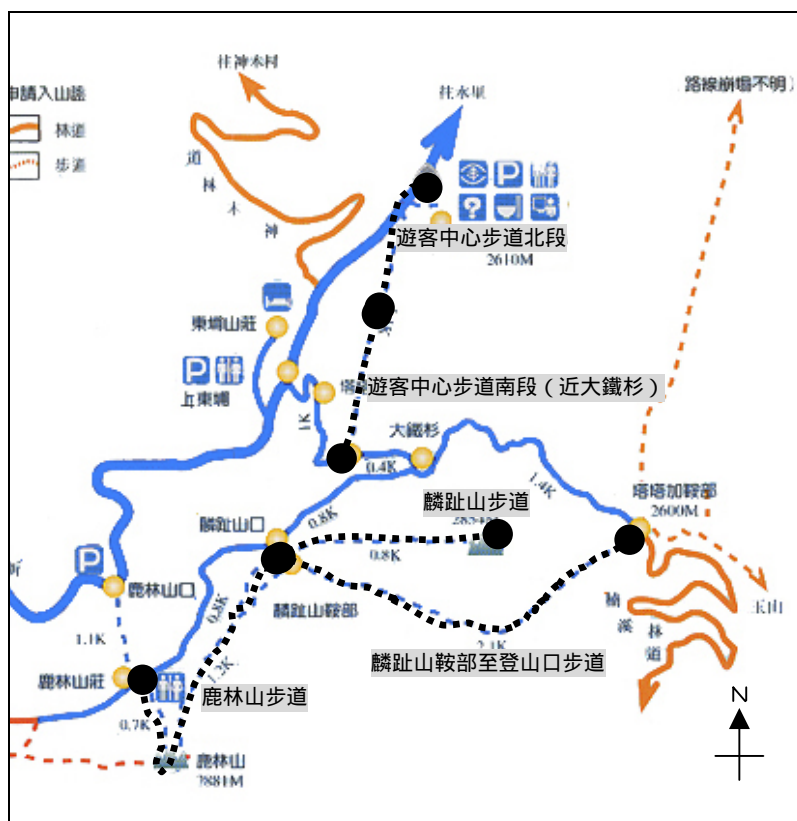 往神木村
往水里
路線崩塌不明)
申請入山證
林道
步道
神木林道
P
?
遊客中心步道北段
2610M
東埔山莊
P
上東埔
遊客中心步道南段（近大鐵杉）
1K
大鐵杉
0.4K
1.4K
塔塔加鞍部
2600M
麟趾山步道
麟趾山口
0.8K
0.8K
P
鹿林山口
麟趾山鞍部
玉山
楠溪林道
0.8K
1.1K
2.1K
麟趾山鞍部至登山口步道
鹿林山莊
1.2K
鹿林山步道
N
0.7K
鹿林山
2881M